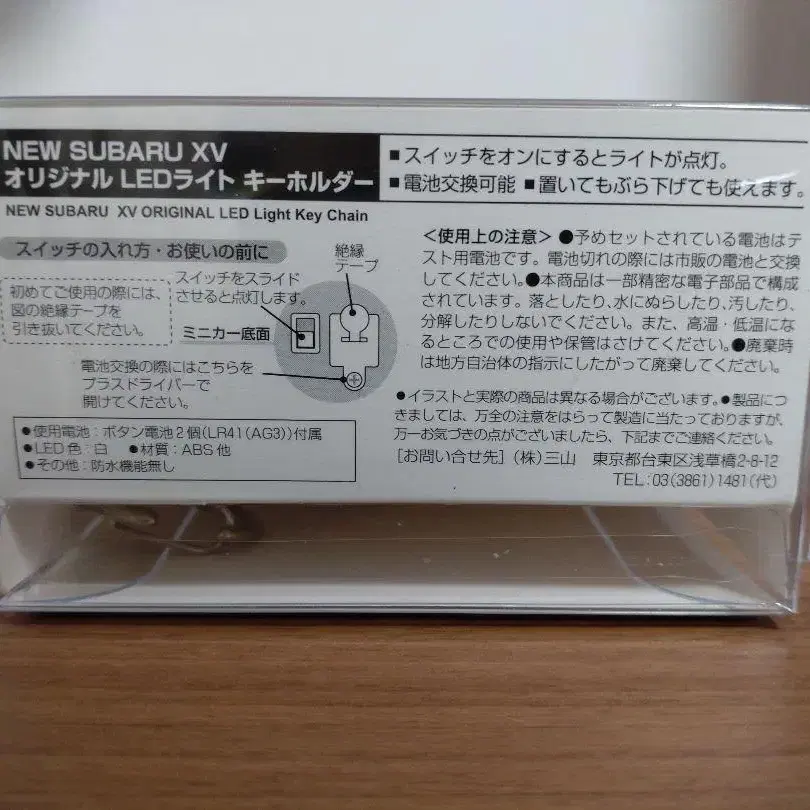 NEW SUBARU XV
オリジナル LEDライト キーホルダー
■スイッチをオンにするとライトが点灯。
■電池交換可能 ■置いてもぶら下げても使えます。
NEW SUBARU XV ORIGINAL LED Light Key Chain
スイッチの入れ方・お使いの前に
初めてご使用の際には、
図の絶縁テープを
引き抜いてください。
スイッチをスライド
させると点灯します。
絶縁
テープ
ミニカー底面
電池交換の際にはこちらを
プラスドライバーで
開けてください。
●使用電池：ボタン電池2個(LR41(AG3))付属
●LED色：白 ●材質：ABS他
●その他：防水機能無し
<使用上の注意> ●予めセットされている電池はテ
スト用電池です。電池切れの際には市販の電池と交換
してください。●本商品は一部精密な電子部品で構成
されています。落としたり、水にぬらしたり、汚したり、
分解したりしないでください。また、高温・低温にな
るところでの使用や保管はさけてください。●廃棄時
は地方自治体の指示にしたがって廃棄してください。
●イラストと実際の商品は異なる場合がございます。●製品につ
きましては、万全の注意をはらって製造に当たっておりますが、
万一お気づきの点がございましたら、下記までご連絡ください。
[お問い合せ先] (株)三山 東京都台東区浅草橋2-8-12
TEL:03(3861)1481(代)